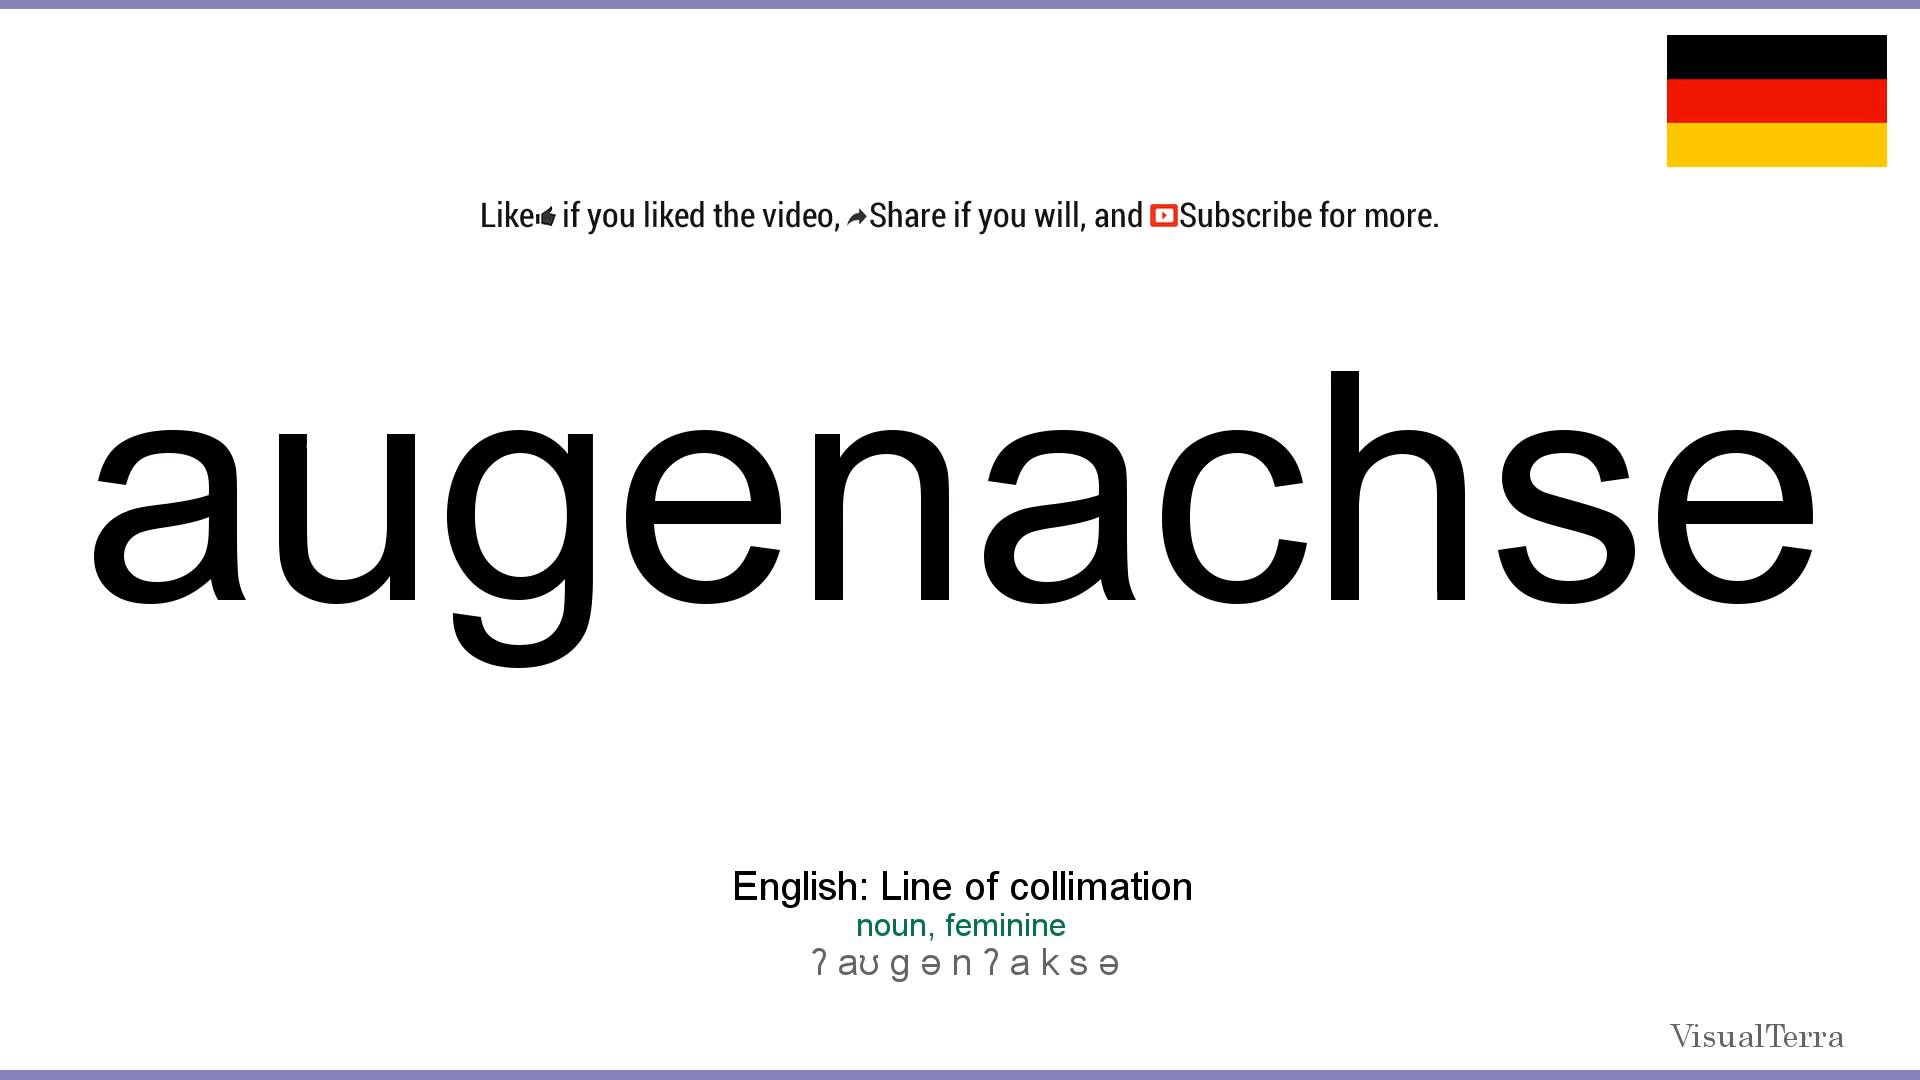 Like if you liked the video, Share if you will, and Subscribe for more.
augenachse
English: Line of collimation
noun, feminine
ʔ aʊ g ə n ʔ a k s ə
VisualTerra